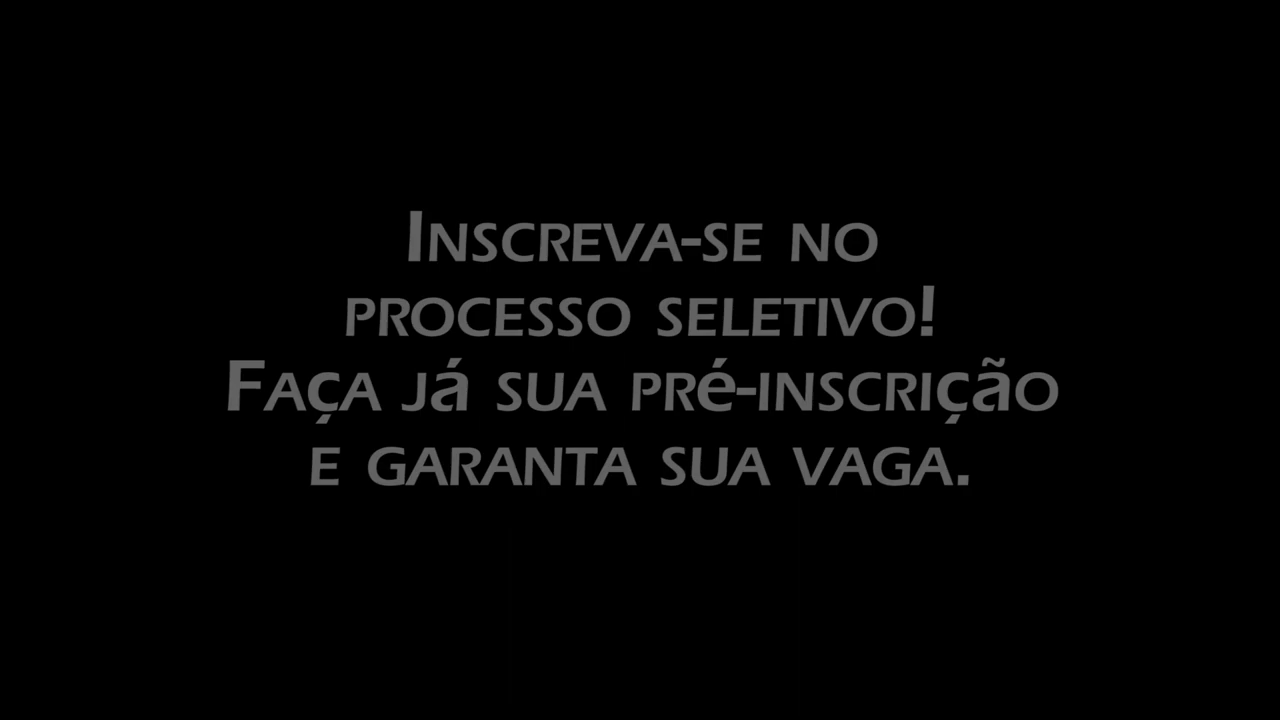 Inscreva-se no
processo seletivo!
Faça já sua pré-inscrição
e garanta sua vaga.